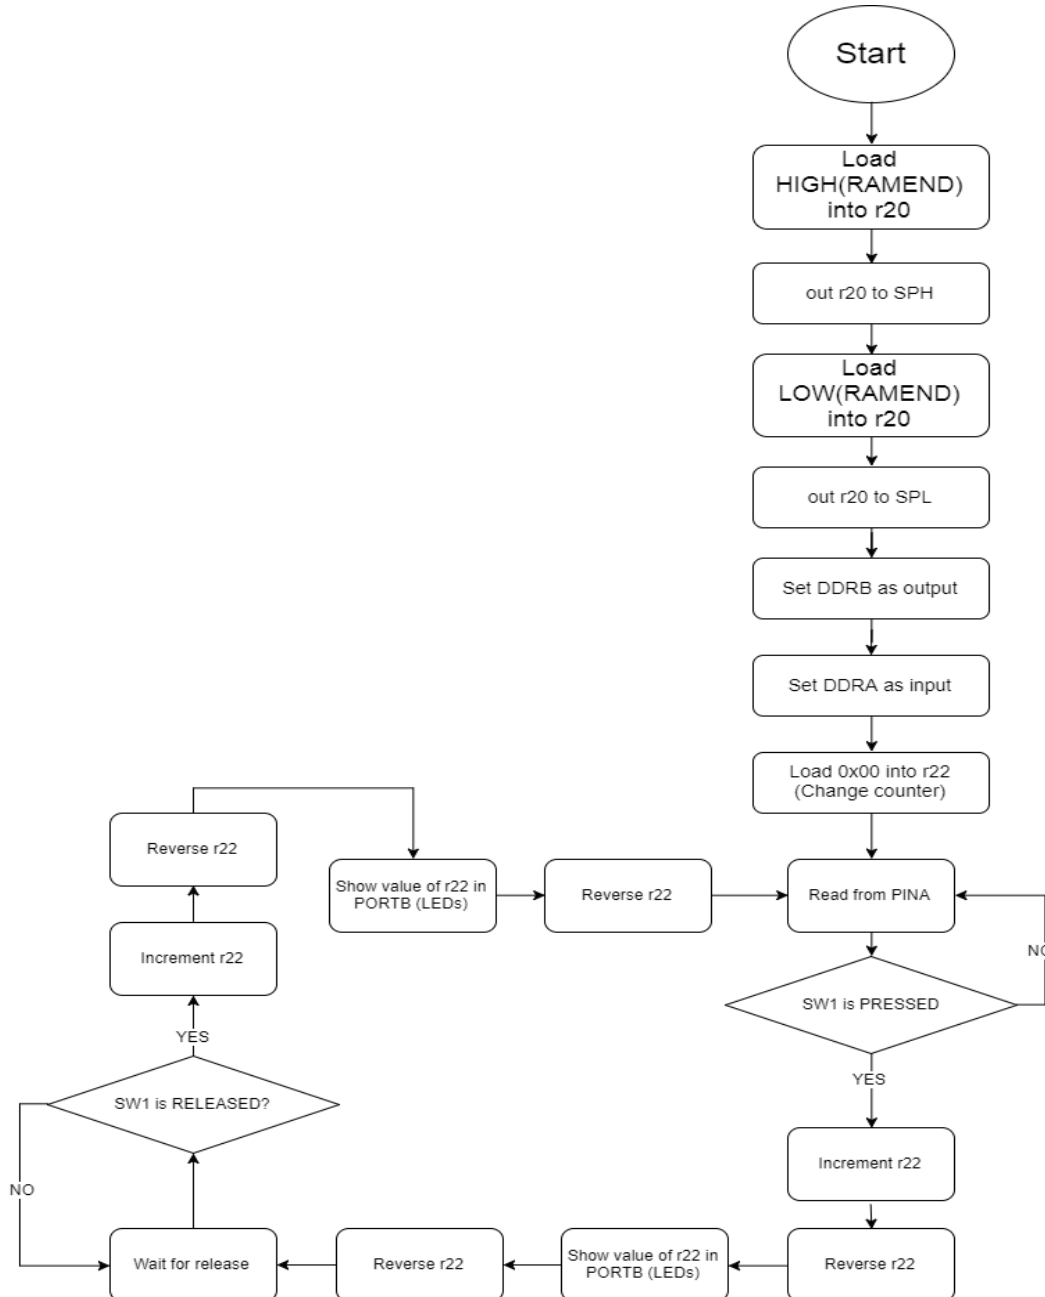 Start
Load
HIGH(RAMEND)
into r20
out r20 to SPH
Load
LOW(RAMEND)
into r20
out r20 to SPL
Set DDRB as output
Set DDRA as input
Load 0x00 into r22
(Change counter)
Read from PINA
NO
SW1 is PRESSED
YES
Increment r22
Reverse r22
Show value of r22 in
PORTB (LEDs)
Reverse r22
Wait for release
SW1 is RELEASED?
NO
YES
Increment r22
Reverse r22
Show value of r22 in
PORTB (LEDs)
Reverse r22